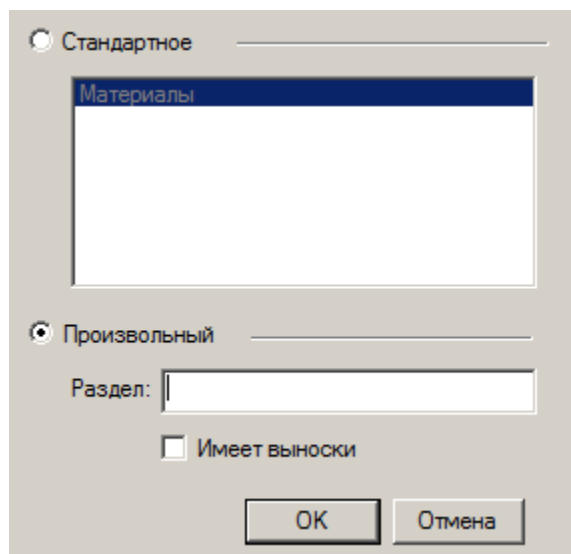 Стандартное
Материалы
Произвольный
Раздел:
Имеет выноски
OK Отмена